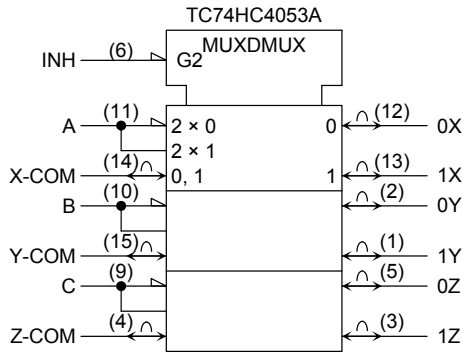 TC74HC4053A
MUXDMUX
INH (6) G2
A (11) 2 × 0 0 (12) 0X
2 × 1
X-COM (14) 0, 1 1 (13) 1X
B (10) (2) 0Y
Y-COM (15) (1) 1Y
C (9) (5) 0Z
Z-COM (4) (3) 1Z